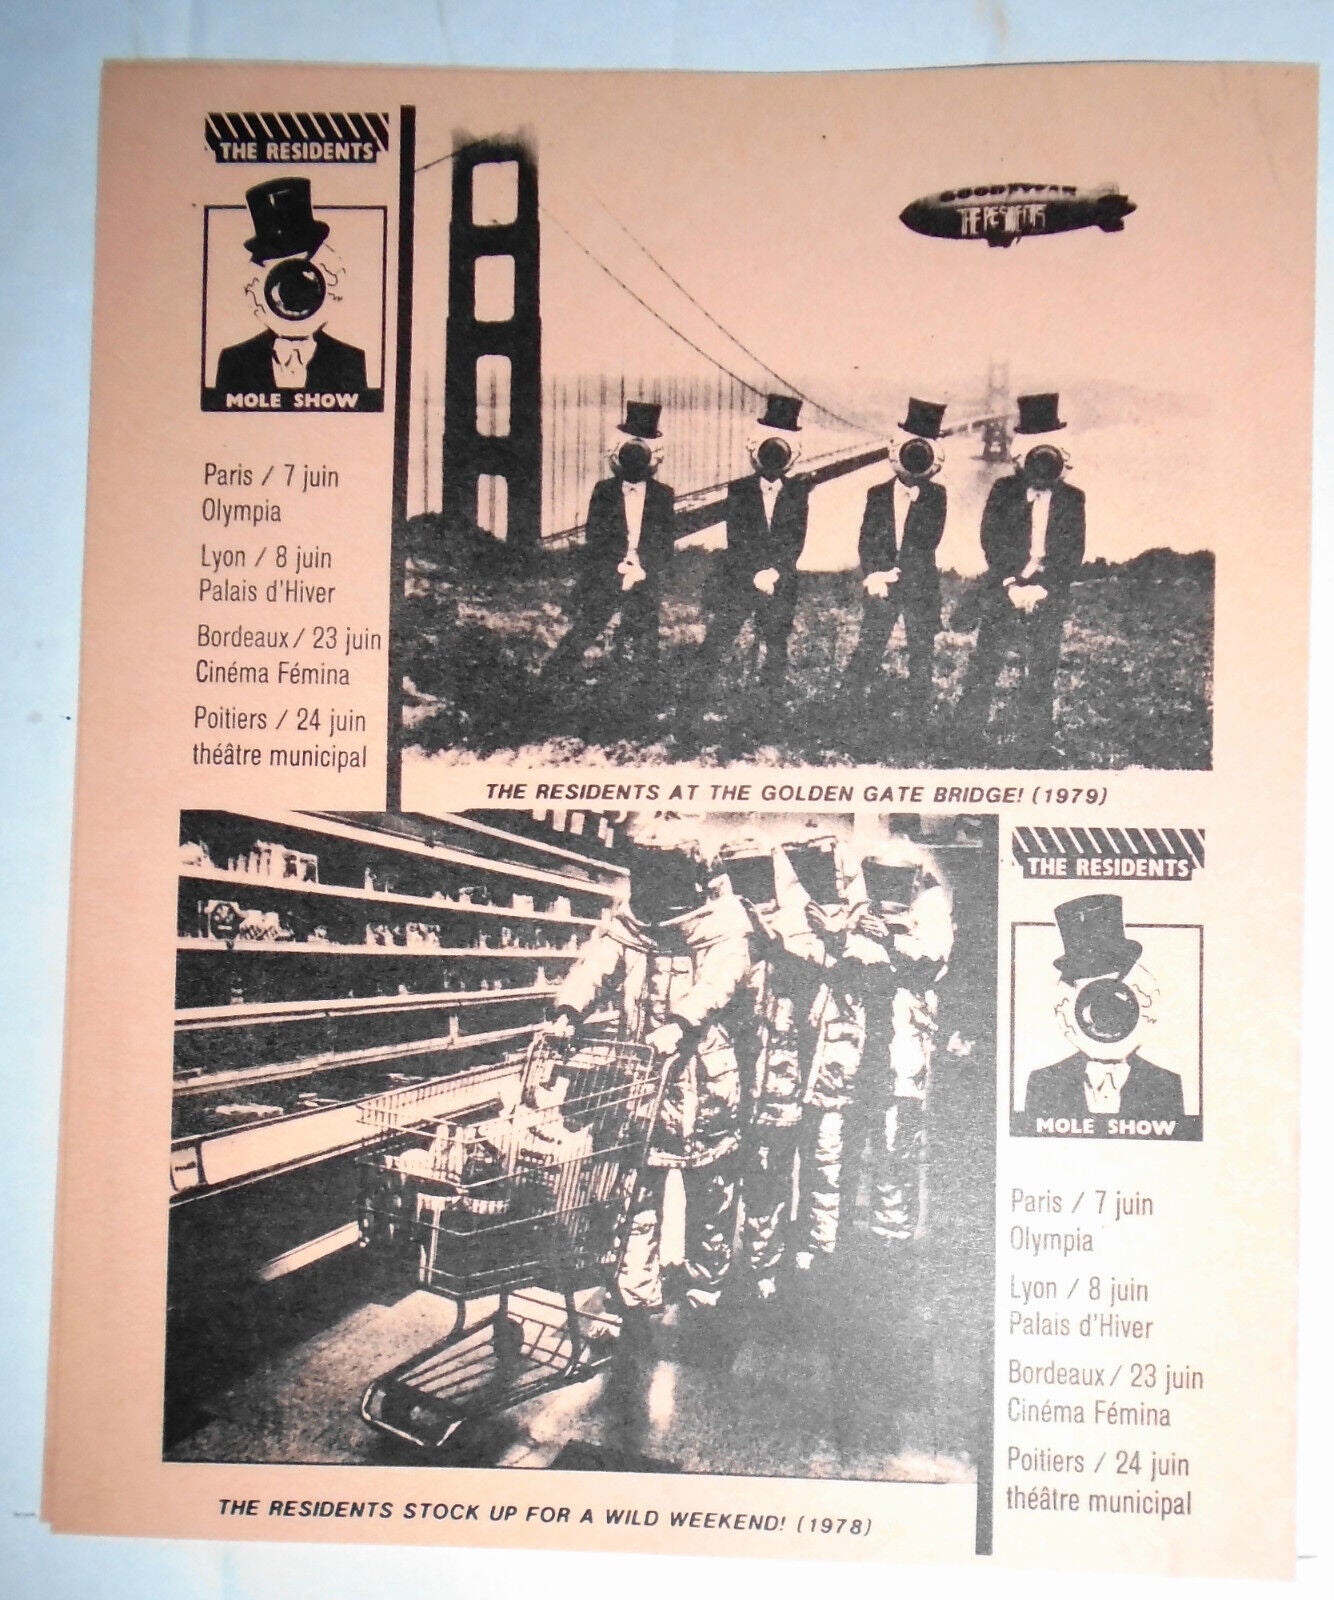 THE RESIDENTS
MOLE SHOW
Paris / 7 juin
Olympia
Lyon / 8 juin
Palais d'Hiver
Bordeaux / 23 juin
Cinéma Fémina
Poitiers / 24 juin
théâtre municipal
GOODYEAR
THE RESIDENTS
THE RESIDENTS AT THE GOLDEN GATE BRIDGE! (1979)
THE RESIDENTS STOCK UP FOR A WILD WEEKEND! (1978)
THE RESIDENTS
MOLE SHOW
Paris / 7 juin
Olympia
Lyon / 8 juin
Palais d'Hiver
Bordeaux / 23 juin
Cinéma Fémina
Poitiers / 24 juin
théâtre municipal